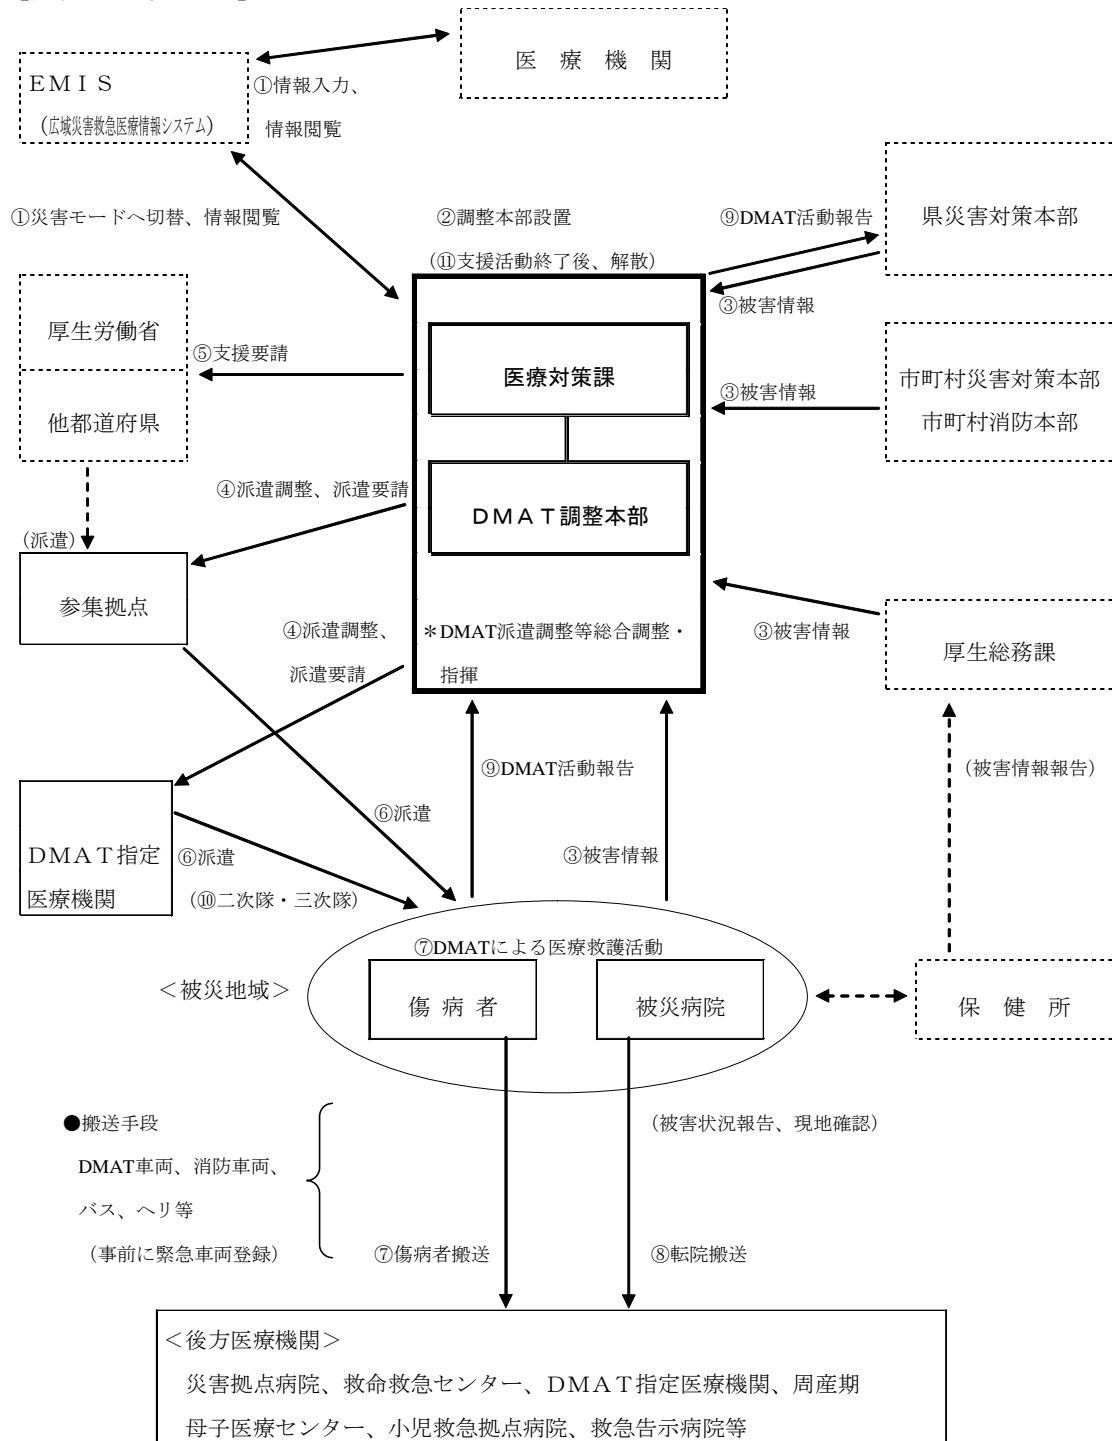 医療機関
ＥＭＩＳ
（広域災害救急医療情報システム）
①情報入力、
情報閲覧
①災害モードへ切替、情報閲覧
②調整本部設置
(⑪支援活動終了後、解散)
⑨DMAT活動報告
県災害対策本部
③被害情報
厚生労働省
他都道府県
⑤支援要請
医療対策課
③被害情報
市町村災害対策本部
市町村消防本部
④派遣調整、派遣要請
ＤＭＡＴ調整本部
(派遣)
参集拠点
④派遣調整、
派遣要請
＊DMAT派遣調整等総合調整・
指揮
③被害情報
厚生総務課
（被害情報報告）
⑨DMAT活動報告
⑥派遣
③被害情報
ＤＭＡＴ指定
医療機関
⑥派遣
（⑩二次隊・三次隊）
⑦DMATによる医療救護活動
＜被災地域＞
傷病者
被災病院
保健所
●搬送手段
DMAT車両、消防車両、
バス、ヘリ等
（事前に緊急車両登録）
（被害状況報告、現地確認）
⑦傷病者搬送
⑧転院搬送
＜後方医療機関＞
災害拠点病院、救命救急センター、ＤＭＡＴ指定医療機関、周産期
母子医療センター、小児救急拠点病院、救急告示病院等